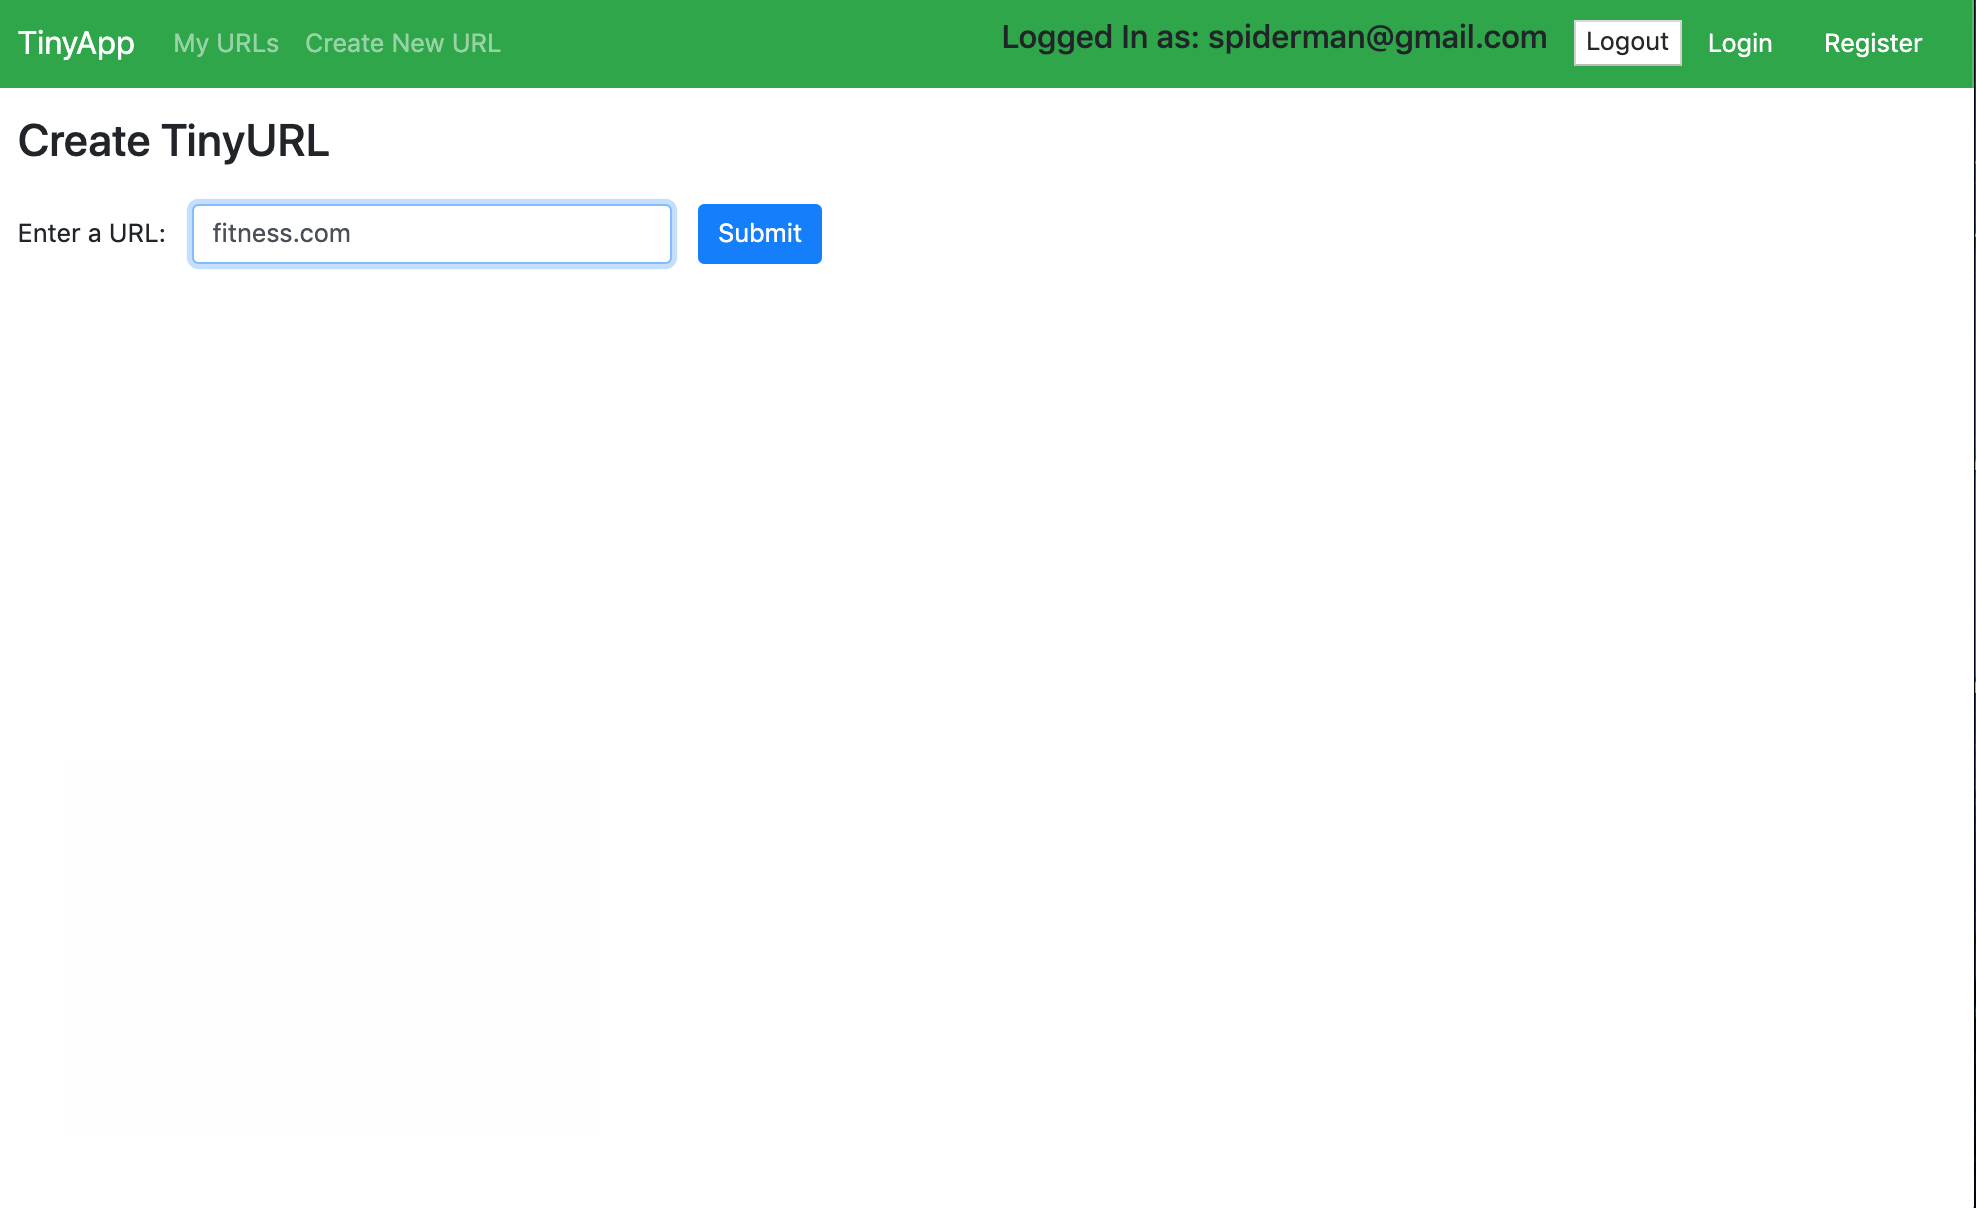 TinyApp My URLs Create New URL Logged In as: spiderman@gmail.com Logout Login Register
Create TinyURL
Enter a URL: fitness.com Submit